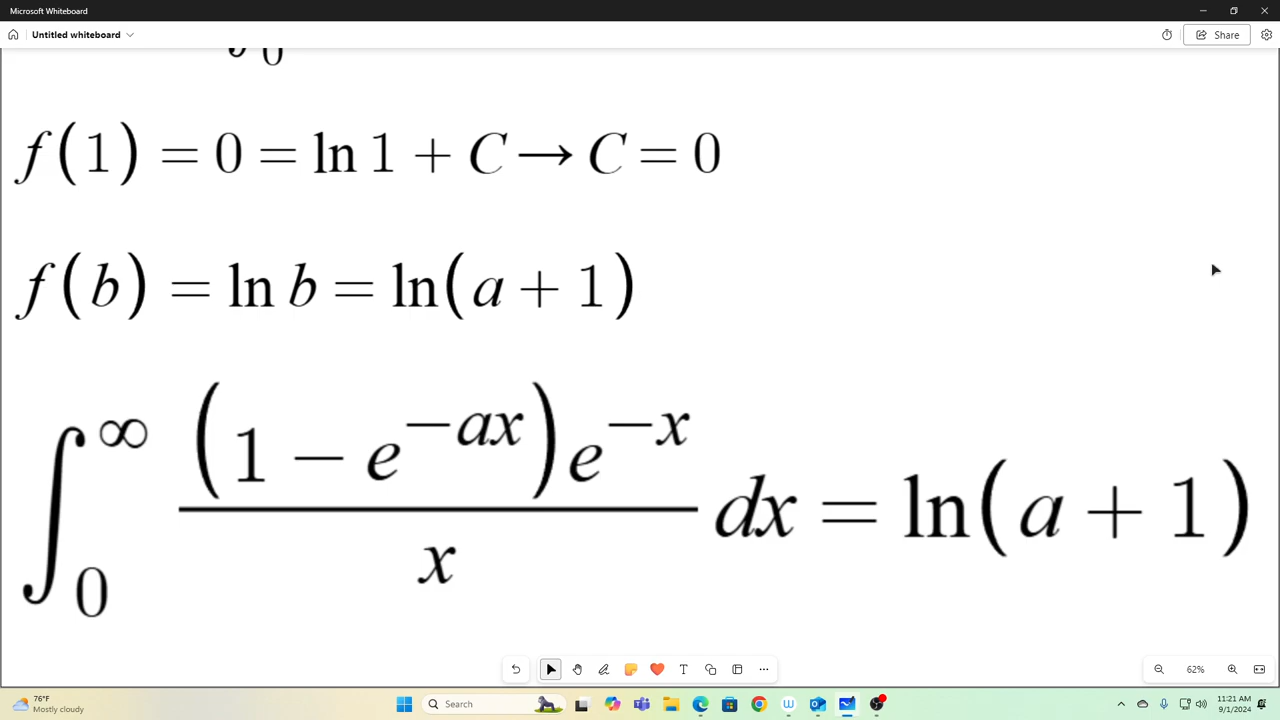 Microsoft Whiteboard
Untitled whiteboard
Share
0
f(1) = 0 = ln 1 + C → C = 0
f(b) = ln b = ln(a + 1)
∫₀^∞ (1 − e^(−ax))e^(−x) / x dx = ln(a + 1)
T
62%
76°F
Mostly cloudy
Search
11:21 AM
9/1/2024